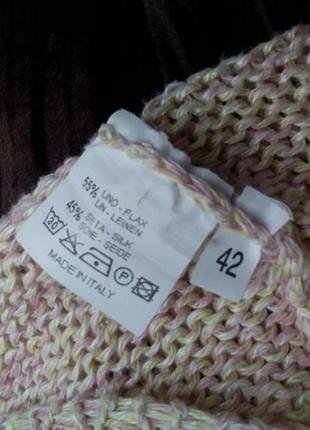 55% LINO - FLAX
LIN - LEINEN
45% SETA - SILK
SOIE - SEIDE
30 P
MADE IN ITALY
42